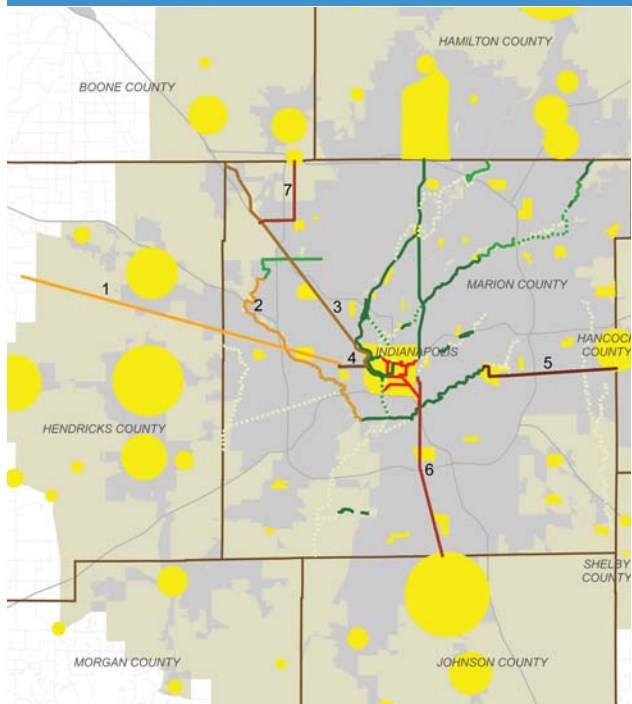 HAMILTON COUNTY
BOONE COUNTY
7
MARION COUNTY
1
2
3
HANCOCK
COUNTY
INDIANAPOLIS
4
5
HENDRICKS COUNTY
6
SHELBY
COUNTY
MORGAN COUNTY
JOHNSON COUNTY